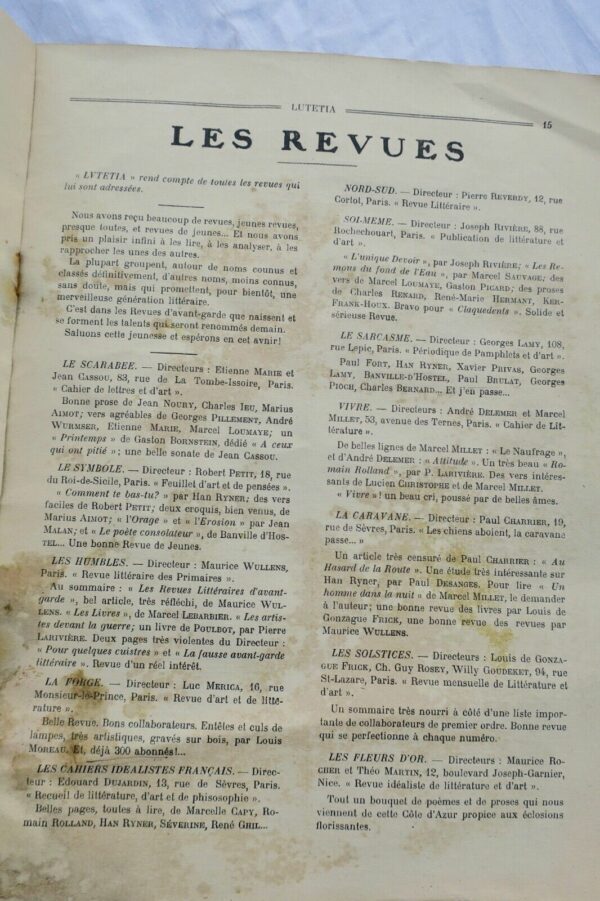 LUTETIA
15
LES REVUES
« LVTETIA » rend compte de toutes les revues qui
lui sont adressées.
Nous avons reçu beaucoup de revues, jeunes revues,
presque toutes, et revues de jeunes... Et nous avons
pris un plaisir infini à les lire, à les analyser, à les
rapprocher les unes des autres.
La plupart groupent, autour de noms connus et
classés définitivement, d'autres noms, moins connus,
sans doute, mais qui promettent, pour bientôt, une
merveilleuse génération littéraire.
C'est dans les Revues d'avant-garde que naissent et
se forment les talents qui seront renommés demain.
Saluons cette jeunesse et espérons en cet avnir!
LE SCARABEE. — Directeurs : Etienne MARIE et
Jean CASSOU, 83, rue de La Tombe-Issoire, Paris.
« Cahier de lettres et d'art ».
Bonne prose de Jean NOURY, Charles IEU, Marius
AIMOT; vers agréables de Georges PILLEMENT, André
WURMSER, Etienne MARIE, Marcel LOUMAYE; un
« Printemps » de Gaston BORNSTEIN, dédié « A ceux
qui ont pitié »; une belle sonate de Jean CASSOU.
LE SYMBOLE. — Directeur : Robert PETIT, 18, rue
du Roi-de-Sicile, Paris. « Feuillet d'art et de pensées ».
« Comment te bas-tu? » par Han RYNER; des vers
faciles de Robert PETIT; deux croquis, bien venus, de
Marius AIMOT; « l'Orage » et « l'Erosion » par Jean
MALAN; et « Le poète consolateur », de Banville d'HOS-
TEL... Une bonne Revue de Jeunes.
LES HUMBLES. — Directeur : Maurice WULLENS,
Paris. « Revue littéraire des Primaires ».
Au sommaire : « Les Revues Littéraires d'avant-
garde », bel article, très réfléchi, de Maurice WUL-
LENS. « Les Livres », de Marcel LEBARBIER. « Les artis-
tes devant la guerre; un livre de POULBOT, par Pierre
LARIVIÈRE. Deux pages très violentes du Directeur :
« Pour quelques cuistres » et « La fausse avant-garde
littéraire ». Revue d'un réel intérêt.
LA FORGE. — Directeur : Luc MERICA, 16, rue
Monsieur-le-Prince, Paris. « Revue d'art et de litté-
rature ».
Belle Revue. Bons collaborateurs. Entêtes et culs de
lampes, très artistiques, gravés sur bois, par Louis
MOREAU. Et, déjà 300 abonnés!...
LES CAHIERS IDEALISTES FRANÇAIS. — Direc-
teur : Edouard DUJARDIN, 13, rue de Sèvres, Paris.
« Recueil de littérature, d'art et de phisosophie ».
Belles pages, toutes à lire, de Marcelle CAPY, Ro-
main ROLLAND, HAN RYNER, SÉVERINE, René GHIL...
NORD-SUD. — Directeur : Pierre REVERDY, 12, rue
Cortot, Paris. « Revue Littéraire ».
SOI-MEME. — Directeur : Joseph RIVIÈRE, 88, rue
Rochechouart, Paris. « Publication de littérature et
d'art ».
« L'unique Devoir », par Joseph RIVIÈRE; « Les Re-
mous du fond de l'Eau », par Marcel SAUVAGE; des
vers de Marcel LOUMAYE, Gaston PICARD; des proses
de Charles RENARD, René-Marie HERMANT, KER-
FRANK-HOUX. Bravo pour « Claquedents ». Solide et
sérieuse Revue.
LE SARCASME. — Directeur : Georges LAMY, 108,
rue Lepic, Paris. « Périodique de Pamphlets et d'art ».
Paul FORT, HAN RYNER, Xavier PRIVAS, Georges
LAMY, BANVILLE-D'HOSTEL, Paul BRULAT, Georges
PIOCH, Charles BERNARD... Et j'en passe...
VIVRE. — Directeurs : André DELEMER et Marcel
MILLET, 53, avenue des Ternes, Paris. « Cahier de Lit-
térature ».
De belles lignes de Marcel MILLET : « Le Naufrage »,
et d'André DELEMER : « Attitude ». Un très beau « Ro-
main Rolland », par P. LARIVIÈRE. Des vers intéres-
sants de Lucien CHRISTOPHE et de Marcel MILLET.
« Vivre »! un beau cri, poussé par de belles âmes.
LA CARAVANE. — Directeur : Paul CHARRIER, 19,
rue de Sèvres, Paris. « Les chiens aboient, la caravane
passe... »
Un article très censuré de Paul CHARRIER : « Au
Hasard de la Route ». Une étude très intéressante sur
Han Ryner, par Paul DESANGES. Pour lire « Un
homme dans la nuit » de Marcel MILLET, le demander
à l'auteur; une bonne revue des livres par Louis de
Gonzague FRICK, une bonne revue des revues par
Maurice WULLENS.
LES SOLSTICES. — Directeurs : Louis de GONZA-
GUE FRICK, Ch. Guy ROSEY, Willy GOUDEKET, 94, rue
St-Lazare, Paris. « Revue mensuelle de Littérature et
d'art ».
Un sommaire très nourri à côté d'une liste impor-
tante de collaborateurs de premier ordre. Bonne revue
qui se perfectionne à chaque numéro.
LES FLEURS D'OR. — Directeurs : Maurice RO-
CHER et Théo MARTIN, 12, boulevard Joseph-Garnier,
Nice. « Revue idéaliste de littérature et d'art ».
Tout un bouquet de poèmes et de proses qui nous
viennent de cette Côte d'Azur propice aux éclosions
florissantes.